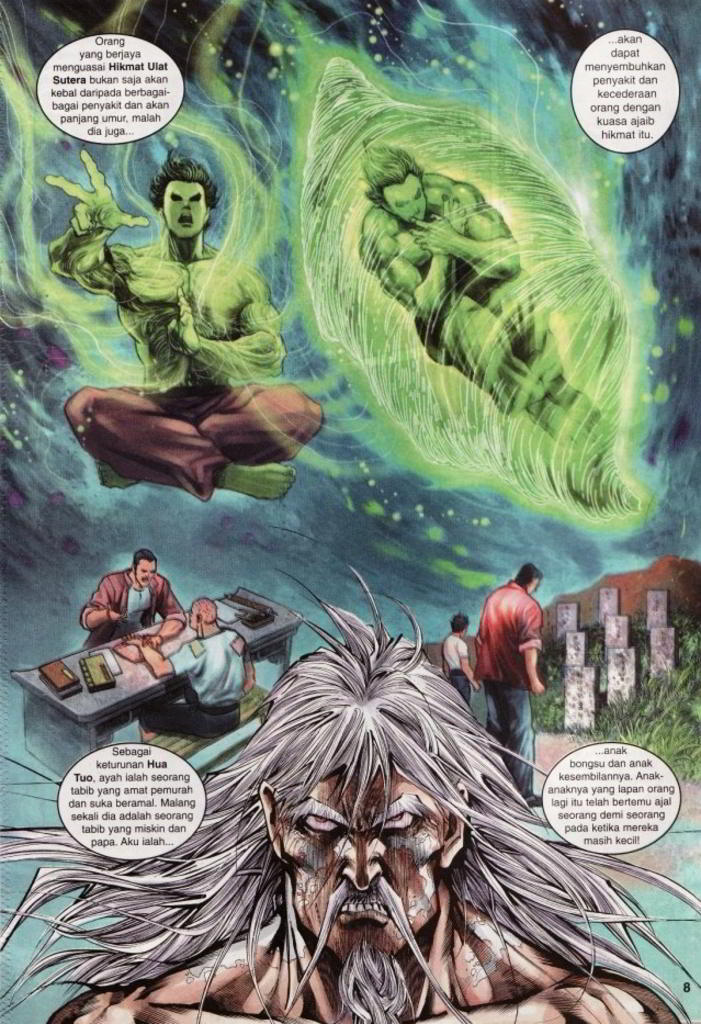 Orang
yang berjaya
menguasai Hikmat Ulat
Sutera bukan saja akan
kebal daripada berbagai-
bagai penyakit dan akan
panjang umur, malah
dia juga...
...akan
dapat
menyembuhkan
penyakit dan
kecederaan
orang dengan
kuasa ajaib
hikmat itu.
Sebagai
keturunan Hua
Tuo, ayah ialah seorang
tabib yang amat pemurah
dan suka beramal. Malang
sekali dia adalah seorang
tabib yang miskin dan
papa. Aku ialah...
...anak
bongsu dan anak
kesembilannya. Anak-
anaknya yang lapan orang
lagi itu telah bertemu ajal
seorang demi seorang
pada ketika mereka
masih kecil!
8